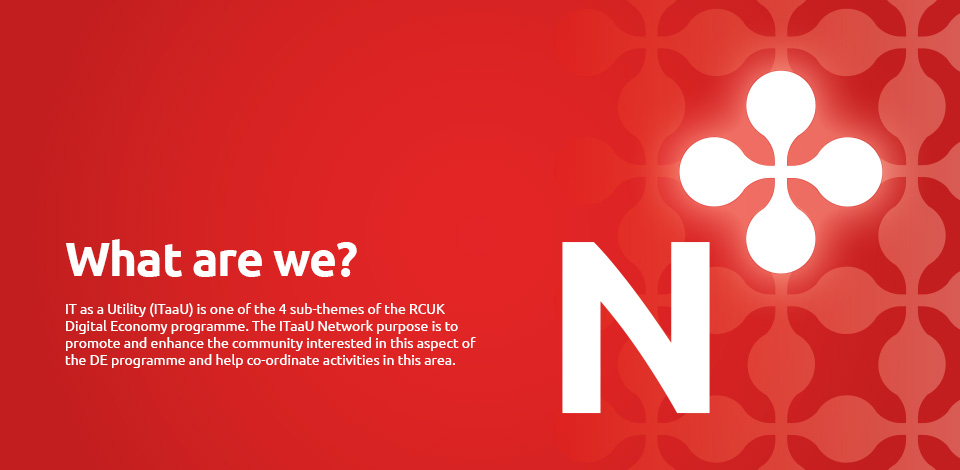 What are we?
IT as a Utility (ITaaU) is one of the 4 sub-themes of the RCUK
Digital Economy programme. The ITaaU Network purpose is to
promote and enhance the community interested in this aspect of
the DE programme and help co-ordinate activities in this area.
N